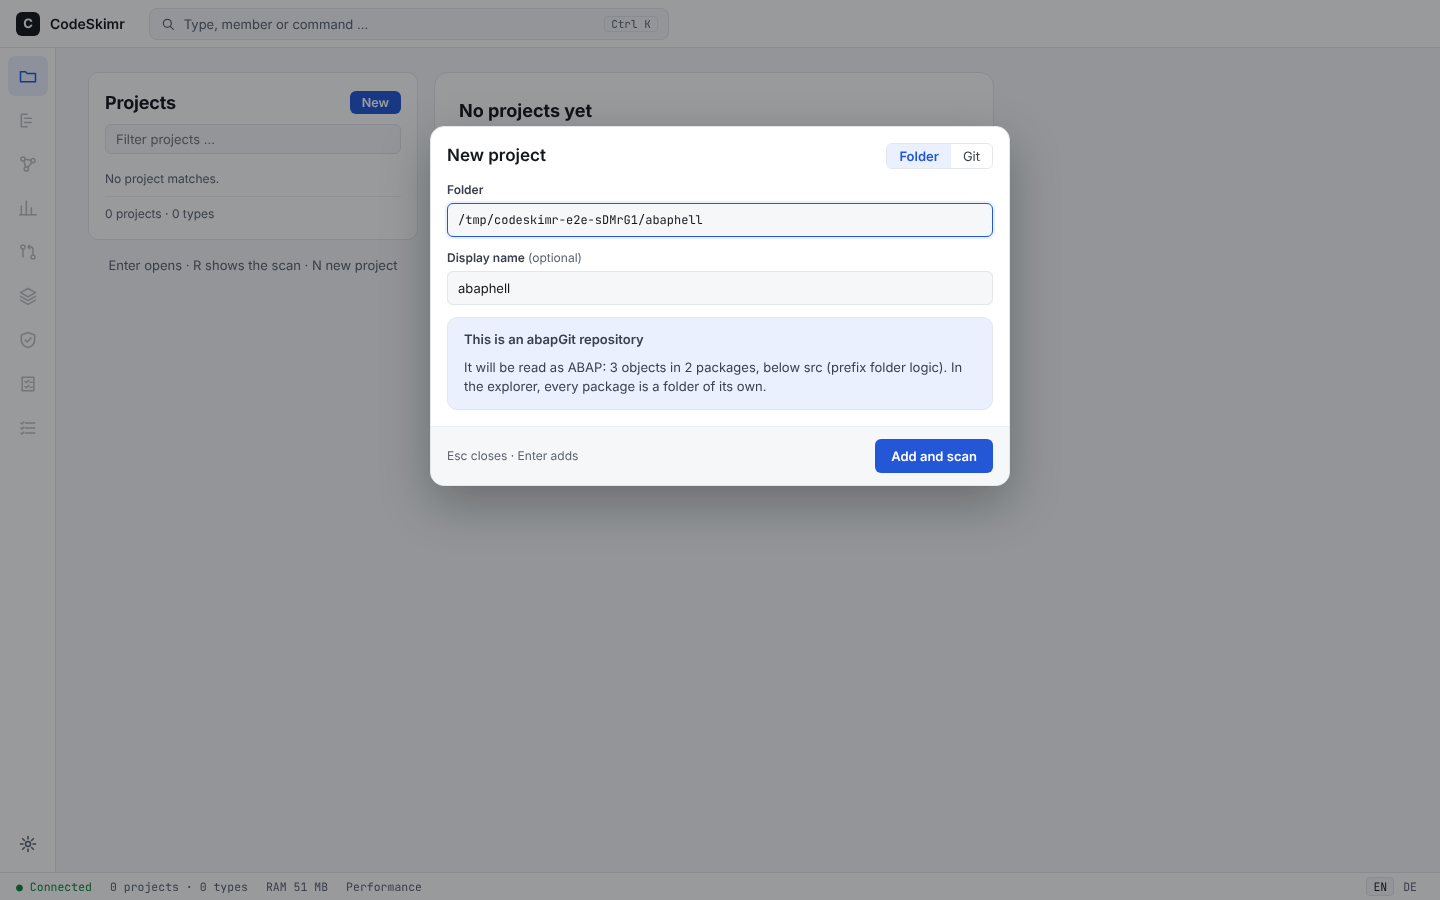 C CodeSkimr
Type, member or command ...
Ctrl K
Projects
New
Filter projects ...
No project matches.
0 projects · 0 types
Enter opens · R shows the scan · N new project
No projects yet
New project
Folder Git
Folder
/tmp/codeskimr-e2e-sDMrG1/abaphell
Display name (optional)
abaphell
This is an abapGit repository
It will be read as ABAP: 3 objects in 2 packages, below src (prefix folder logic). In
the explorer, every package is a folder of its own.
Esc closes · Enter adds
Add and scan
Connected 0 projects · 0 types RAM 51 MB Performance
EN DE